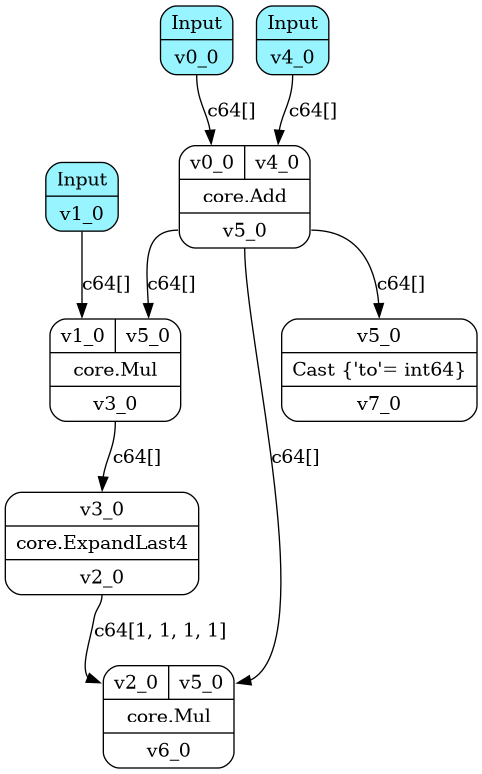 Input
v0_0
Input
v4_0
c64[]
c64[]
v0_0 v4_0
core.Add
v5_0
Input
v1_0
c64[]
c64[]
c64[]
v1_0 v5_0
core.Mul
v3_0
v5_0
Cast {'to'= int64}
v7_0
c64[]
c64[]
v3_0
core.ExpandLast4
v2_0
c64[1, 1, 1, 1]
v2_0 v5_0
core.Mul
v6_0